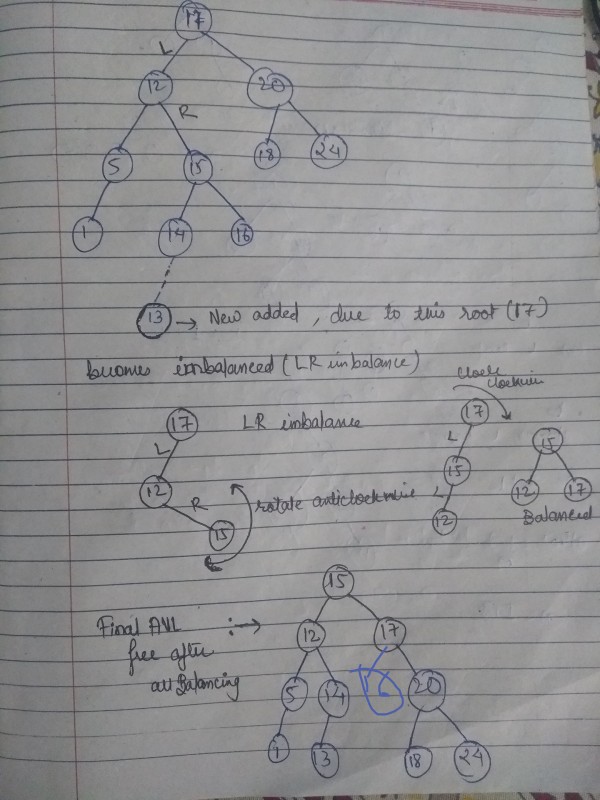 17
L
12 20
R
5 15 18 24
1 14 16
13 → New added, due to this root (17)
becomes imbalanced (LR imbalance)
clockwise
17 LR imbalance 17
L L 15
12 15
R rotate anticlockwise L 12 17
15 12 Balanced
15
Final AVL :→ 12 17
tree after
all Balancing 5 14 16 20
1 13 18 24